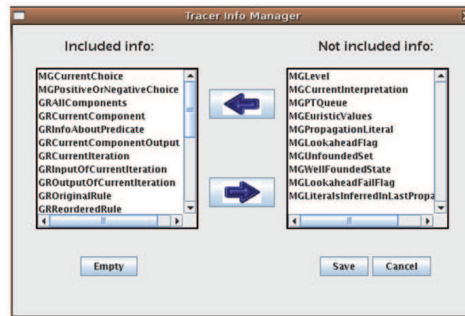 Tracer Info Manager
Included info:
MGCurrentChoice
MGPositiveOrNegativeChoice
GRAllComponents
GRCurrentComponent
GRInfoAboutPredicate
GRCurrentComponentOutput
GRCurrentIteration
GRInputOfCurrentIteration
GROutputOfCurrentIteration
GROriginalRule
GRReorderedRule
Not included info:
MGLevel
MGCurrentInterpretation
MGPTQueue
MGEuristicValues
MGPropagationLiteral
MGLookaheadFlag
MGUnfoundedSet
MGWellFoundedState
MGLookaheadFailFlag
MGLiteralsInferredInLastPropa
Empty
Save Cancel